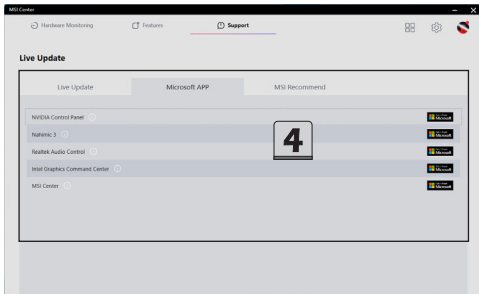 MSI Center
Hardware Monitoring
Features
Support
Live Update
Live Update
Microsoft APP
MSI Recommend
NVIDIA Control Panel
Nahimic 3
Realtek Audio Control
Intel Graphics Command Center
MSI Center
4
Microsoft
Microsoft
Microsoft
Microsoft
Microsoft